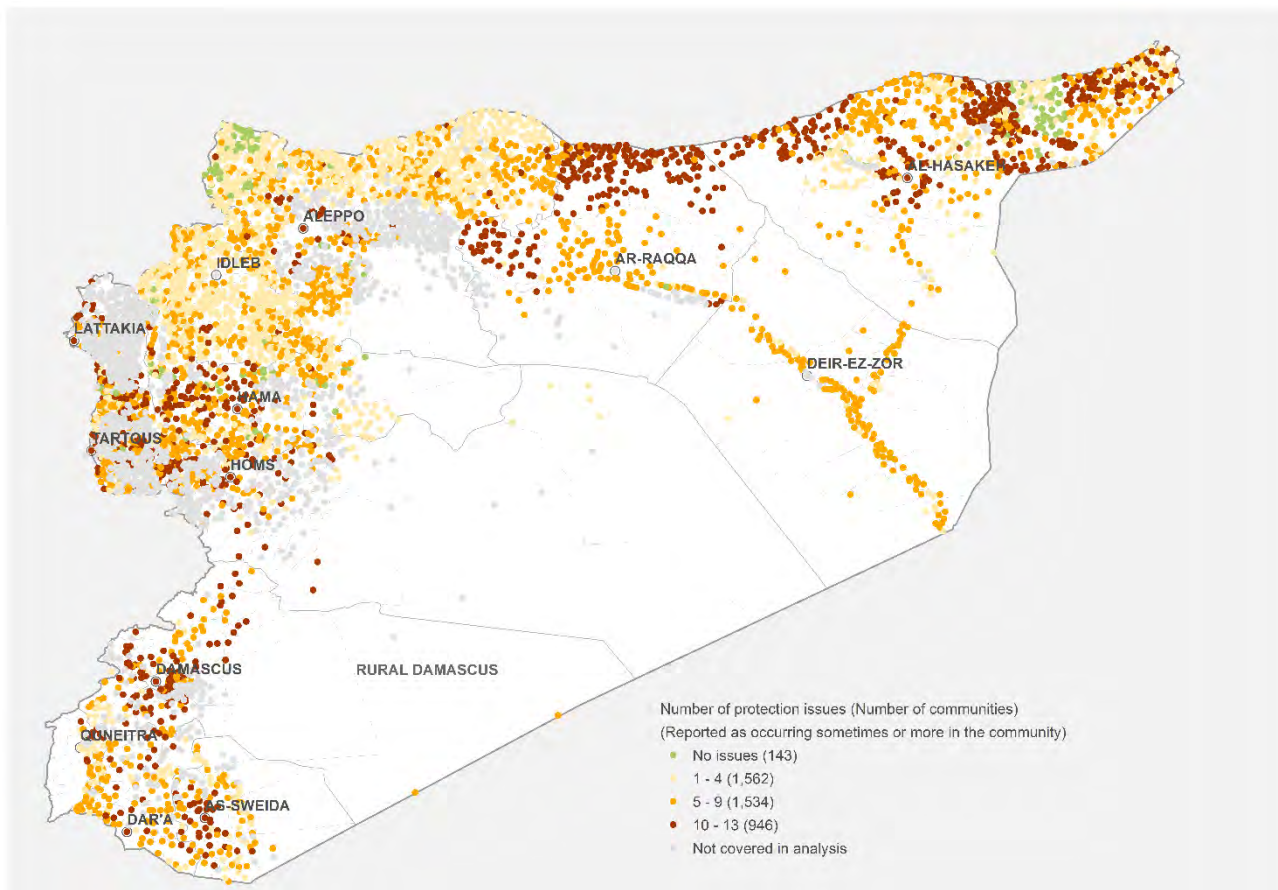 AL-HASAKEH
ALEPPO
AR-RAQQA
IDLEB
LATTAKIA
DEIR-EZ-ZOR
HAMA
TARTOUS
HOMS
DAMASCUS
RURAL DAMASCUS
QUNEITRA
AS-SWEIDA
DAR'A
Number of protection issues (Number of communities)
(Reported as occurring sometimes or more in the community)
No issues (143)
1 - 4 (1,562)
5 - 9 (1,534)
10 - 13 (946)
Not covered in analysis